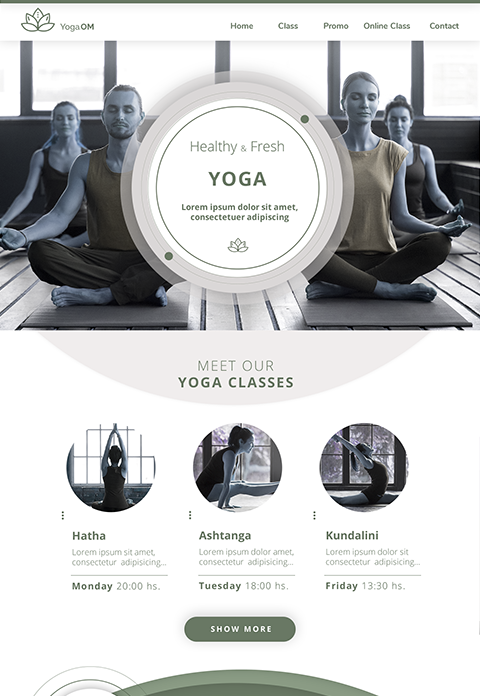 YogaOM
Home Class Promo Online Class Contact
Healthy & Fresh
YOGA
Lorem ipsum dolor sit amet,
consectetuer adipiscing
MEET OUR
YOGA CLASSES
Hatha
Lorem ipsum sit amet,
consectetur adipiscing...
Monday 20:00 hs.
Ashtanga
Lorem ipsum dolor amet,
consectetur adipiscing...
Tuesday 18:00 hs.
Kundalini
Lorem ipsum dolor sit
consectetur adipiscing...
Friday 13:30 hs.
SHOW MORE